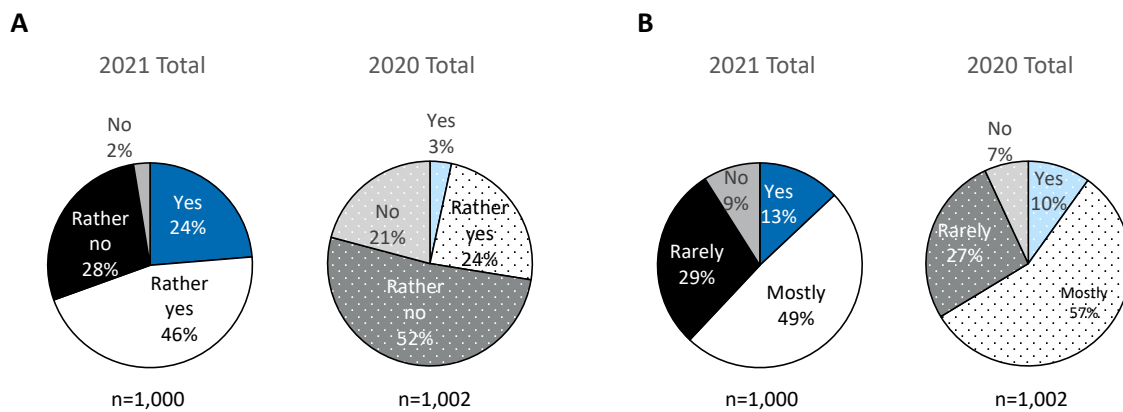 A
2021 Total
No
2%
Yes
24%
Rather
no
28%
Rather
yes
46%
n=1,000
2020 Total
Yes
3%
Rather
yes
24%
No
21%
Rather
no
52%
n=1,002
B
2021 Total
No
9%
Yes
13%
Rarely
29%
Mostly
49%
n=1,000
2020 Total
No
7%
Yes
10%
Rarely
27%
Mostly
57%
n=1,002